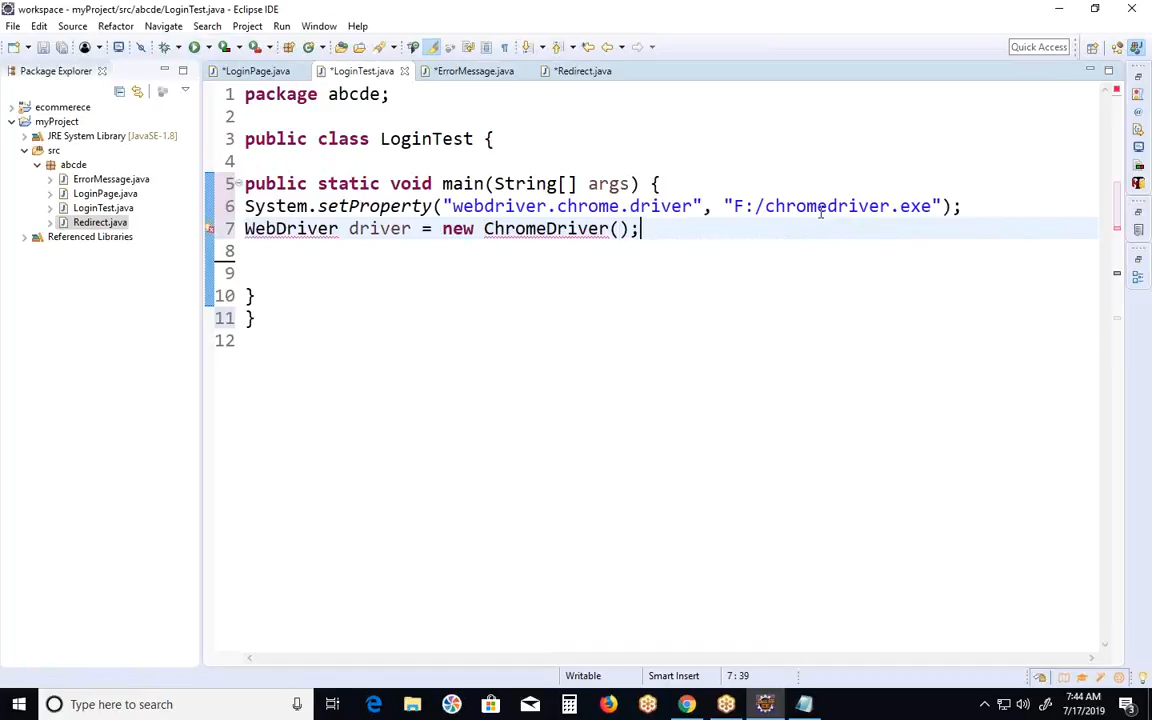 workspace - myProject/src/abcde/LoginTest.java - Eclipse IDE
File Edit Source Refactor Navigate Search Project Run Window Help
Quick Access
Package Explorer
*LoginPage.java *LoginTest.java *ErrorMessage.java *Redirect.java
ecommerece
myProject
JRE System Library [JavaSE-1.8]
src
abcde
ErrorMessage.java
LoginPage.java
LoginTest.java
Redirect.java
Referenced Libraries
1 package abcde;
2
3 public class LoginTest {
4
5 public static void main(String[] args) {
6 System.setProperty("webdriver.chrome.driver", "F:/chromedriver.exe");
7 WebDriver driver = new ChromeDriver();
8
9
10 }
11 }
12
Writable Smart Insert 7 : 39
Type here to search
7:44 AM
7/17/2019
3